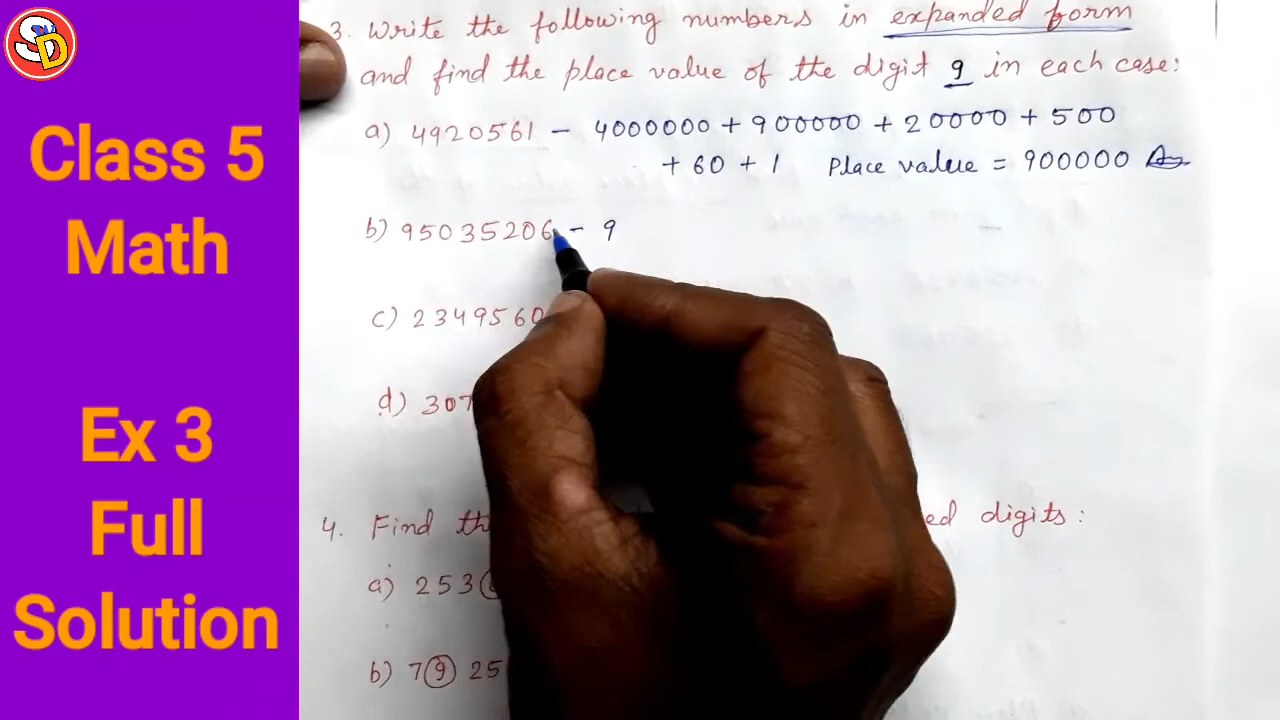 SD
Class 5
Math
Ex 3
Full
Solution
3. Write the following numbers in expanded form
and find the place value of the digit 9 in each case:
a) 4920561 - 4000000 + 900000 + 20000 + 500
+ 60 + 1 Place value = 900000 Ans
b) 95035206 - 9
c) 2349560
d) 307
4. Find th ed digits:
a) 253
b) 7 9 25